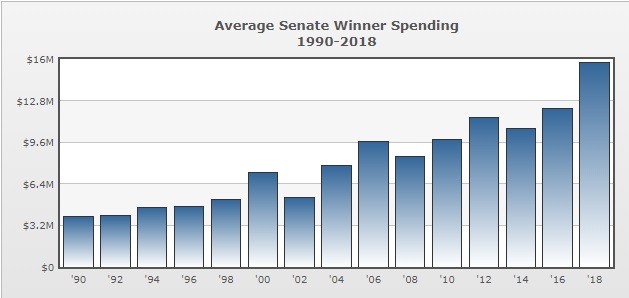 Average Senate Winner Spending
1990-2018
$16M
$12.8M
$9.6M
$6.4M
$3.2M
$0
'90 '92 '94 '96 '98 '00 '02 '04 '06 '08 '10 '12 '14 '16 '18